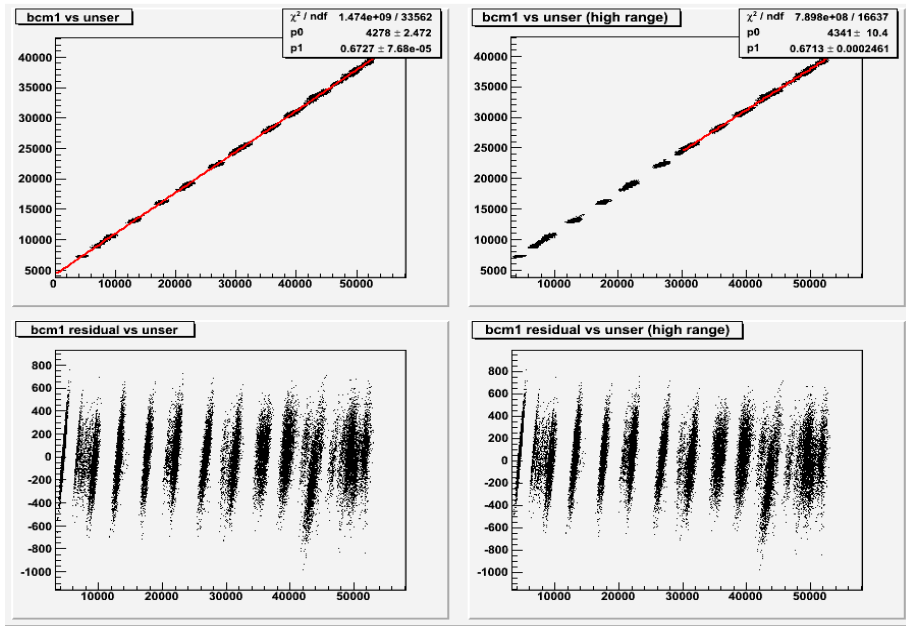 bcm1 vs unser
χ² / ndf 1.474e+09 / 33562
p0 4278 ± 2.472
p1 0.6727 ± 7.68e-05
40000
35000
30000
25000
20000
15000
10000
5000
0 10000 20000 30000 40000 50000
bcm1 vs unser (high range)
χ² / ndf 7.898e+08 / 16637
p0 4341 ± 10.4
p1 0.6713 ± 0.0002461
40000
35000
30000
25000
20000
15000
10000
5000
10000 20000 30000 40000 50000
bcm1 residual vs unser
800
600
400
200
0
-200
-400
-600
-800
-1000
10000 20000 30000 40000 50000
bcm1 residual vs unser (high range)
800
600
400
200
0
-200
-400
-600
-800
-1000
10000 20000 30000 40000 50000